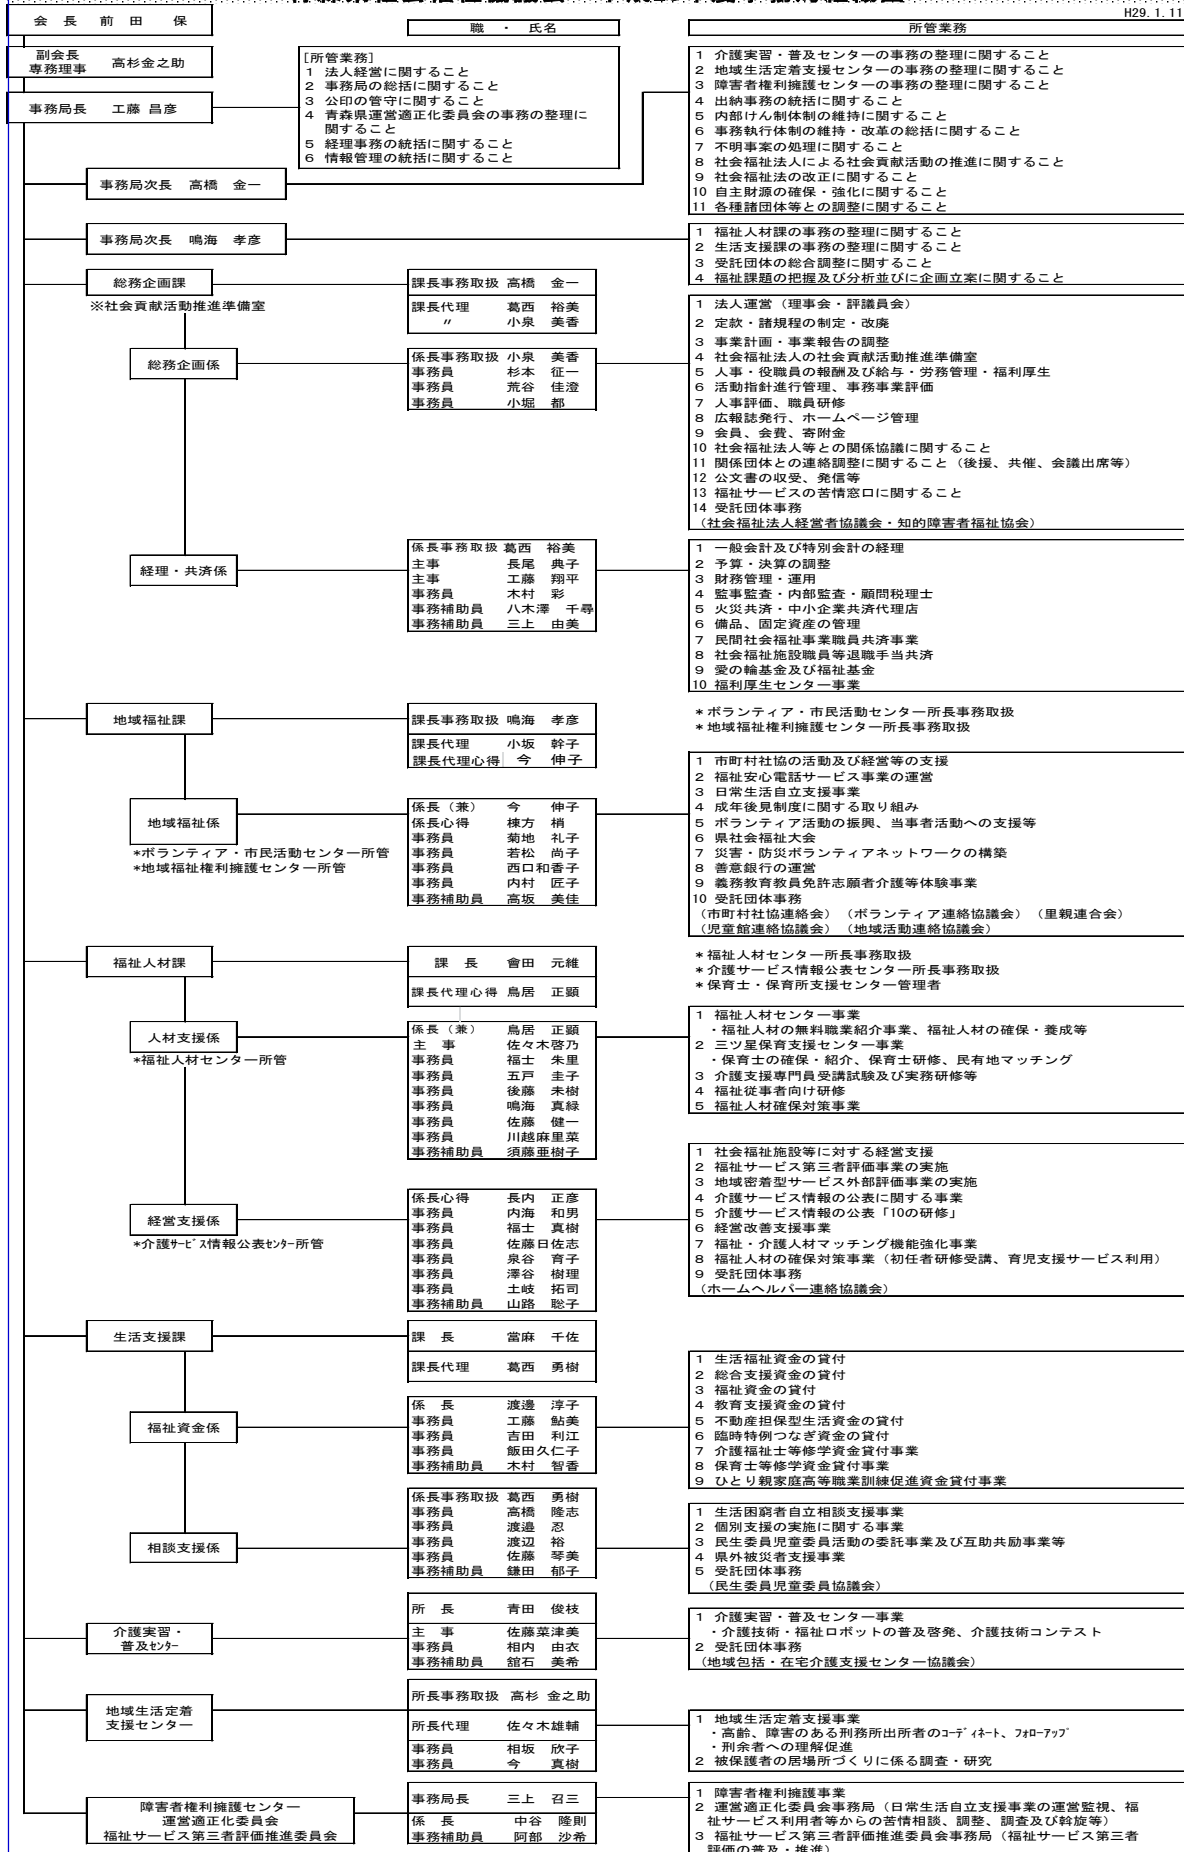 H29.1.11
会　長　前　田　　保
職　・　氏名
所管業務
副会長
専務理事　高杉金之助
事務局長　工藤 昌彦
[所管業務]
1 法人経営に関すること
2 事務局の総括に関すること
3 公印の管守に関すること
4 青森県運営適正化委員会の事務の整理に
関すること
5 経理事務の統括に関すること
6 情報管理の統括に関すること
1 介護実習・普及センターの事務の整理に関すること
2 地域生活定着支援センターの事務の整理に関すること
3 障害者権利擁護センターの事務の整理に関すること
4 出納事務の統括に関すること
5 内部けん制体制の維持に関すること
6 事務執行体制の維持・改革の総括に関すること
7 不明事案の処理に関すること
8 社会福祉法人による社会貢献活動の推進に関すること
9 社会福祉法の改正に関すること
10 自主財源の確保・強化に関すること
11 各種諸団体等との調整に関すること
事務局次長　高橋　金一
事務局次長　鳴海　孝彦
1 福祉人材課の事務の整理に関すること
2 生活支援課の事務の整理に関すること
3 受託団体の総合調整に関すること
4 福祉課題の把握及び分析並びに企画立案に関すること
総務企画課
※社会貢献活動推進準備室
課長事務取扱 高橋　金一
課長代理　葛西　裕美
〃　小泉　美香
総務企画係
係長事務取扱 小泉　美香
事務員　杉本　征一
事務員　荒谷　佳澄
事務員　小堀　都
1 法人運営（理事会・評議員会）
2 定款・諸規程の制定・改廃
3 事業計画・事業報告の調整
4 社会福祉法人の社会貢献活動推進準備室
5 人事・役職員の報酬及び給与・労務管理・福利厚生
6 活動指針進行管理、事務事業評価
7 人事評価、職員研修
8 広報誌発行、ホームページ管理
9 会員、会費、寄附金
10 社会福祉法人等との関係協議に関すること
11 関係団体との連絡調整に関すること（後援、共催、会議出席等）
12 公文書の収受、発信等
13 福祉サービスの苦情窓口に関すること
14 受託団体事務
（社会福祉法人経営者協議会・知的障害者福祉協会）
経理・共済係
係長事務取扱 葛西　裕美
主事　長尾　典子
主事　工藤　翔平
事務員　木村　彩
事務補助員　八木澤　千尋
事務補助員　三上　由美
1 一般会計及び特別会計の経理
2 予算・決算の調整
3 財務管理・運用
4 監事監査・内部監査・顧問税理士
5 火災共済・中小企業共済代理店
6 備品、固定資産の管理
7 民間社会福祉事業職員共済事業
8 社会福祉施設職員等退職手当共済
9 愛の輪基金及び福祉基金
10 福利厚生センター事業
地域福祉課
課長事務取扱 鳴海　孝彦
課長代理　小坂　幹子
課長代理心得　今　伸子
*ボランティア・市民活動センター所長事務取扱
*地域福祉権利擁護センター所長事務取扱
地域福祉係
*ボランティア・市民活動センター所管
*地域福祉権利擁護センター所管
係長（兼）　今　伸子
係長心得　棟方　梢
事務員　菊地　礼子
事務員　若松　尚子
事務員　西口和香子
事務員　内村　匠子
事務補助員　高坂　美佳
1 市町村社協の活動及び経営等の支援
2 福祉安心電話サービス事業の運営
3 日常生活自立支援事業
4 成年後見制度に関する取り組み
5 ボランティア活動の振興、当事者活動への支援等
6 県社会福祉大会
7 災害・防災ボランティアネットワークの構築
8 善意銀行の運営
9 義務教育教員免許志願者介護等体験事業
10 受託団体事務
（市町村社協連絡会）（ボランティア連絡協議会）（里親連合会）
（児童館連絡協議会）（地域活動連絡協議会）
福祉人材課
課　長　會田　元維
課長代理心得 鳥居　正顕
*福祉人材センター所長事務取扱
*介護サービス情報公表センター所長事務取扱
*保育士・保育所支援センター管理者
人材支援係
*福祉人材センター所管
係長（兼）　鳥居　正顕
主　事　佐々木啓乃
事務員　福士　朱里
事務員　五戸　圭子
事務員　後藤　未樹
事務員　鳴海　真緑
事務員　佐藤　健一
事務員　川越麻里菜
事務補助員　須藤亜樹子
1 福祉人材センター事業
・福祉人材の無料職業紹介事業、福祉人材の確保・養成等
2 三ツ星保育支援センター事業
・保育士の確保・紹介、保育士研修、民有地マッチング
3 介護支援専門員受講試験及び実務研修等
4 福祉従事者向け研修
5 福祉人材確保対策事業
経営支援係
*介護ｻｰﾋﾞｽ情報公表ｾﾝﾀｰ所管
係長心得　長内　正彦
事務員　内海　和男
事務員　福士　真樹
事務員　佐藤日佐志
事務員　泉谷　育子
事務員　澤谷　樹理
事務員　土岐　拓司
事務補助員　山路　聡子
1 社会福祉施設等に対する経営支援
2 福祉サービス第三者評価事業の実施
3 地域密着型サービス外部評価事業の実施
4 介護サービス情報の公表に関する事業
5 介護サービス情報の公表「10の研修」
6 経営改善支援事業
7 福祉・介護人材マッチング機能強化事業
8 福祉人材の確保対策事業（初任者研修受講、育児支援サービス利用）
9 受託団体事務
（ホームヘルパー連絡協議会）
生活支援課
課　長　當麻　千佐
課長代理　葛西　勇樹
福祉資金係
係　長　渡邊　淳子
事務員　工藤　鮎美
事務員　吉田　利江
事務員　飯田久仁子
事務補助員　木村　智香
1 生活福祉資金の貸付
2 総合支援資金の貸付
3 福祉資金の貸付
4 教育支援資金の貸付
5 不動産担保型生活資金の貸付
6 臨時特例つなぎ資金の貸付
7 介護福祉士等修学資金貸付事業
8 保育士等修学資金貸付事業
9 ひとり親家庭高等職業訓練促進資金貸付事業
相談支援係
係長事務取扱 葛西　勇樹
事務員　高橋　隆志
事務員　渡邉　忍
事務員　渡辺　裕
事務員　佐藤　琴美
事務補助員　鎌田　郁子
1 生活困窮者自立相談支援事業
2 個別支援の実施に関する事業
3 民生委員児童委員活動の委託事業及び互助共励事業等
4 県外被災者支援事業
5 受託団体事務
（民生委員児童委員協議会）
介護実習・
普及ｾﾝﾀｰ
所　長　青田　俊枝
主　事　佐藤菜津美
事務員　相内　由衣
事務補助員　舘石　美希
1 介護実習・普及センター事業
・介護技術・福祉ロボットの普及啓発、介護技術コンテスト
2 受託団体事務
（地域包括・在宅介護支援センター協議会）
地域生活定着
支援センター
所長事務取扱 高杉 金之助
所長代理　佐々木雄輔
事務員　相坂　欣子
事務員　今　真樹
1 地域生活定着支援事業
・高齢、障害のある刑務所出所者のｺｰﾃﾞｨﾈｰﾄ、ﾌｫﾛｰｱｯﾌﾟ
・刑余者への理解促進
2 被保護者の居場所づくりに係る調査・研究
障害者権利擁護センター
運営適正化委員会
福祉サービス第三者評価推進委員会
事務局長　三上　召三
係　長　中谷　隆則
事務補助員　阿部　沙希
1 障害者権利擁護事業
2 運営適正化委員会事務局（日常生活自立支援事業の運営監視、福
祉サービス利用者等からの苦情相談、調整、調査及び斡旋等）
3 福祉サービス第三者評価推進委員会事務局（福祉サービス第三者
評価の普及・推進）